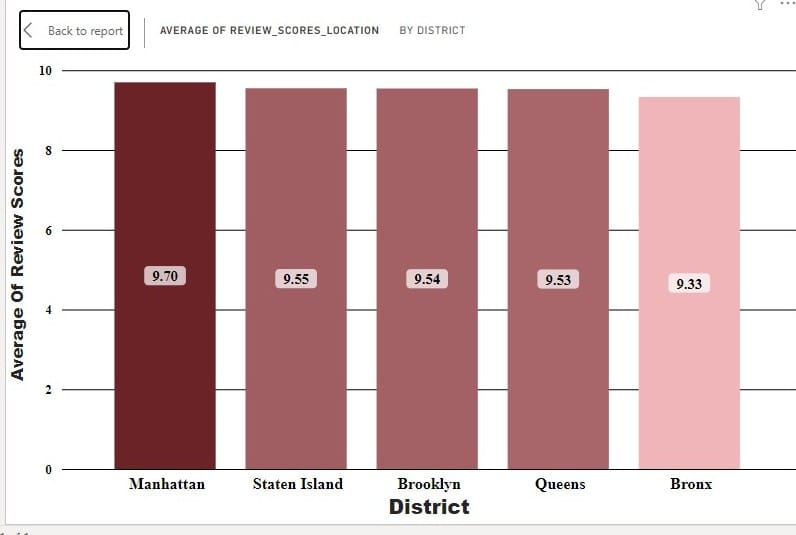 Back to report
AVERAGE OF REVIEW_SCORES_LOCATION BY DISTRICT
Average Of Review Scores
10
8
6
4
2
0
9.70
9.55
9.54
9.53
9.33
Manhattan
Staten Island
Brooklyn
Queens
Bronx
District